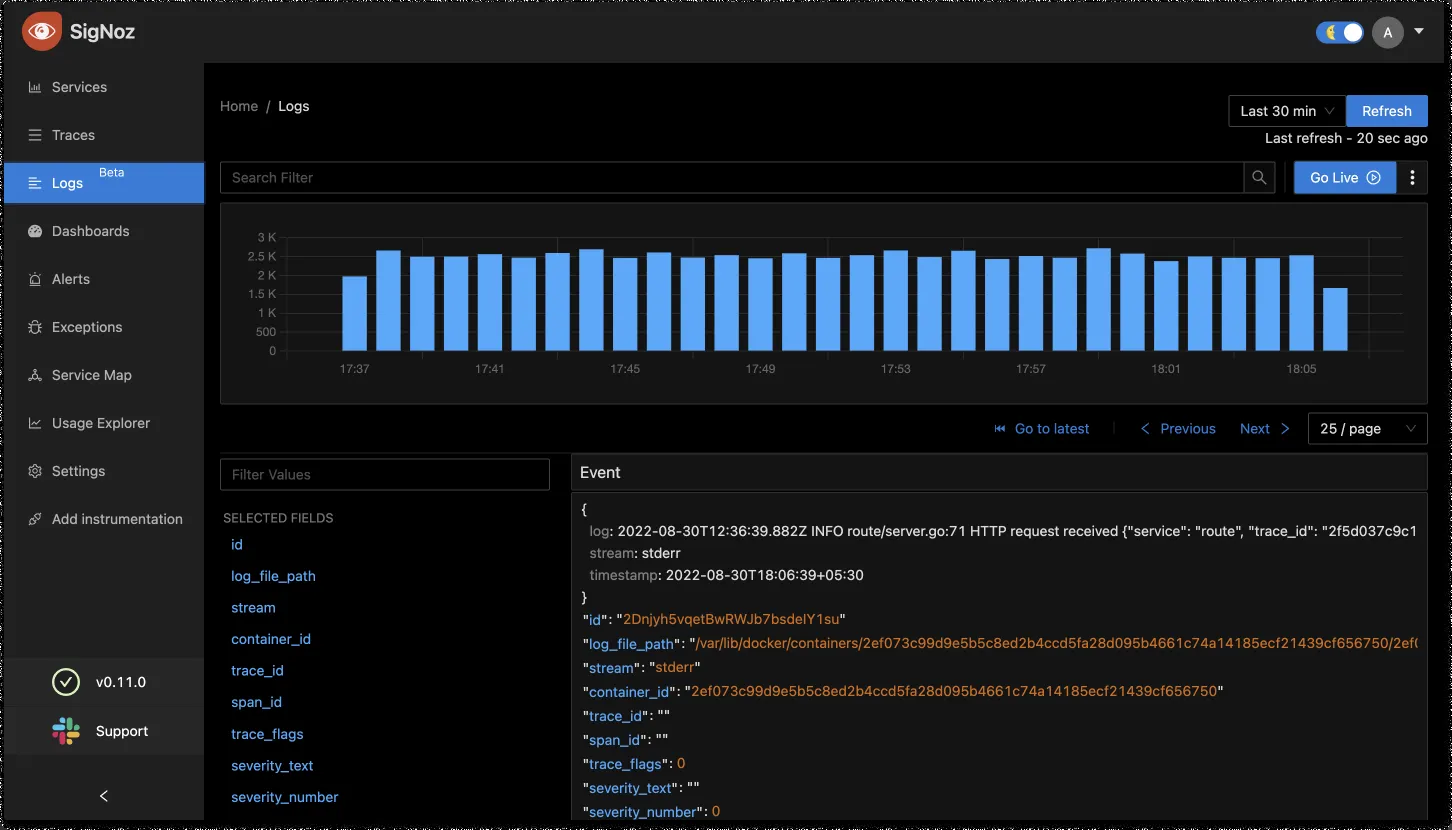 SigNoz
A
Services
Traces
Logs
Beta
Dashboards
Alerts
Exceptions
Service Map
Usage Explorer
Settings
Add instrumentation
v0.11.0
Support
Home / Logs
Last 30 min
Refresh
Last refresh - 20 sec ago
Search Filter
Go Live
3 K
2.5 K
2 K
1.5 K
1 K
500
0
17:37 17:41 17:45 17:49 17:53 17:57 18:01 18:05
Go to latest
Previous
Next
25 / page
Filter Values
SELECTED FIELDS
id
log_file_path
stream
container_id
trace_id
span_id
trace_flags
severity_text
severity_number
Event
{
log: 2022-08-30T12:36:39.882Z INFO route/server.go:71 HTTP request received {"service": "route", "trace_id": "2f5d037c9c1
stream: stderr
timestamp: 2022-08-30T18:06:39+05:30
}
"id": "2Dnjyh5vqetBwRWJb7bsdelY1su"
"log_file_path": "/var/lib/docker/containers/2ef073c99d9e5b5c8ed2b4ccd5fa28d095b4661c74a14185ecf21439cf656750/2ef0
"stream": "stderr"
"container_id": "2ef073c99d9e5b5c8ed2b4ccd5fa28d095b4661c74a14185ecf21439cf656750"
"trace_id": ""
"span_id": ""
"trace_flags": 0
"severity_text": ""
"severity_number": 0